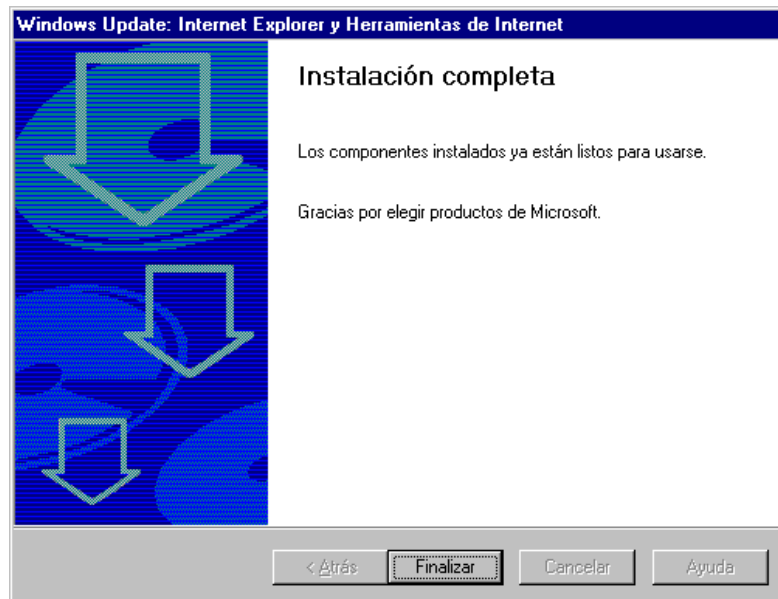 Windows Update: Internet Explorer y Herramientas de Internet
Instalación completa
Los componentes instalados ya están listos para usarse.
Gracias por elegir productos de Microsoft.
< Atrás
Finalizar
Cancelar
Ayuda